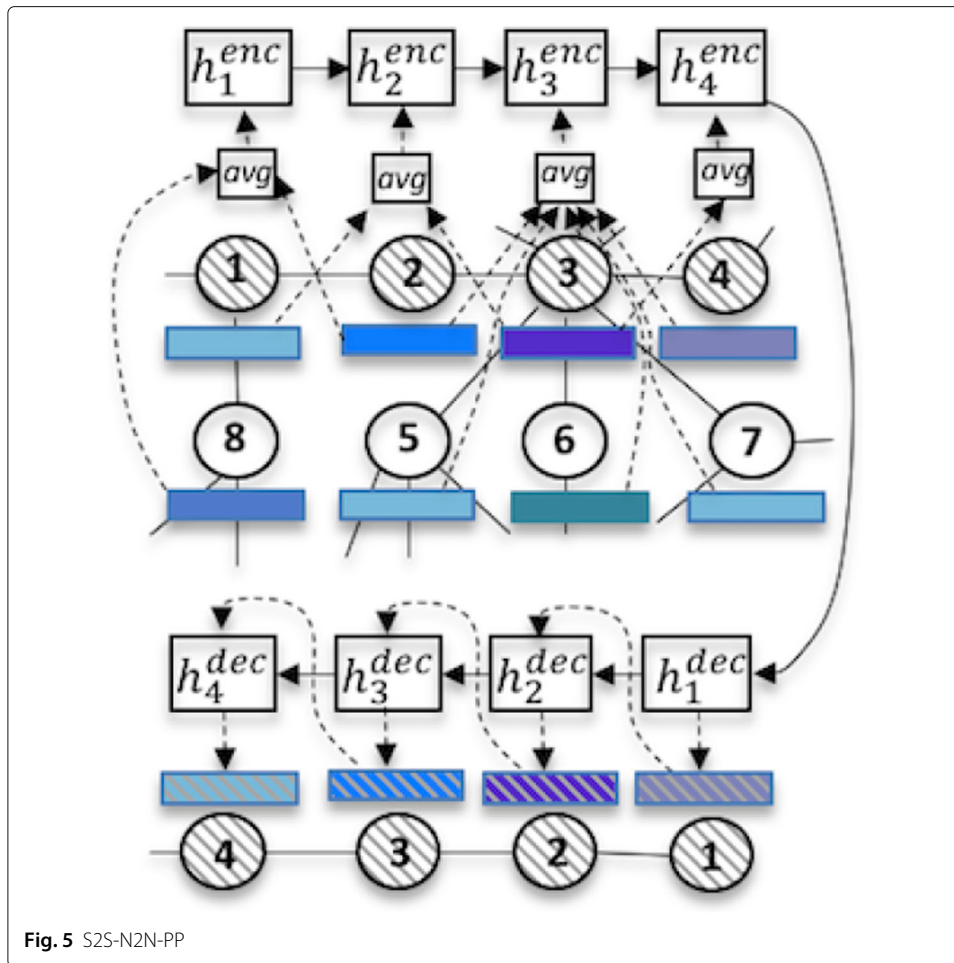 h_1^{enc} h_2^{enc} h_3^{enc} h_4^{enc}
avg avg avg avg
1 2 3 4
8 5 6 7
h_4^{dec} h_3^{dec} h_2^{dec} h_1^{dec}
4 3 2 1
Fig. 5 S2S-N2N-PP